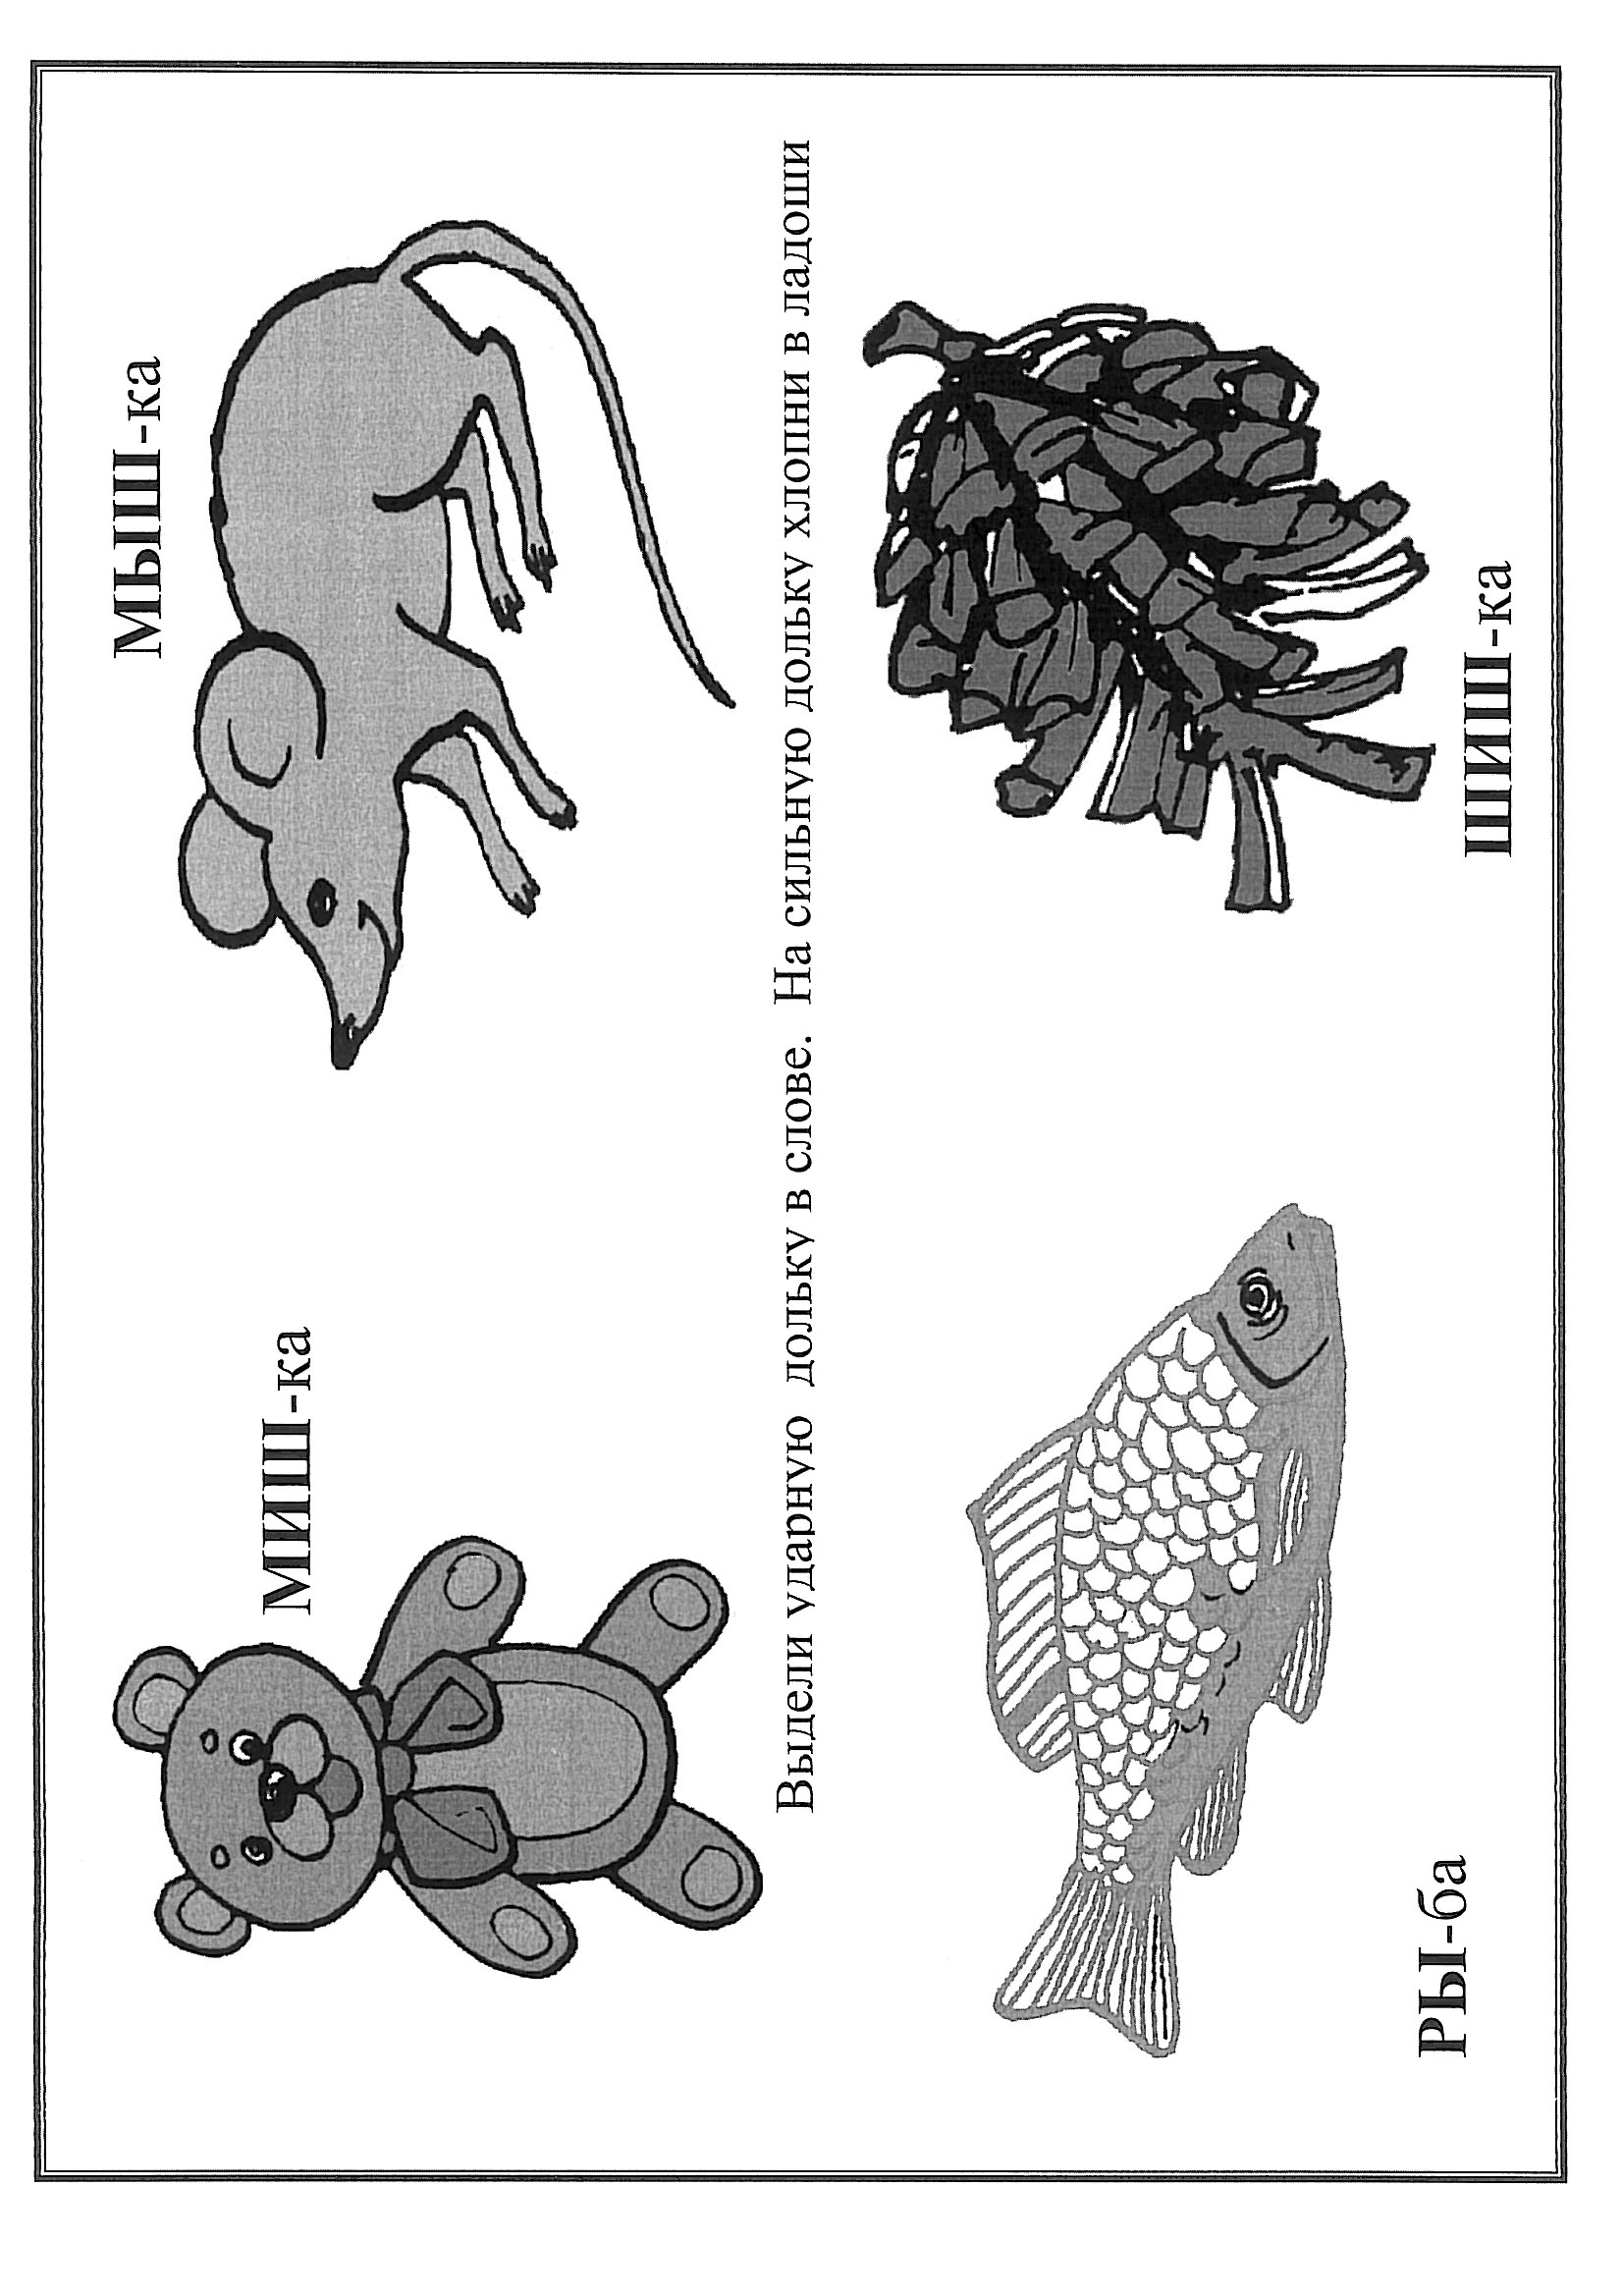 МИШ-ка
МЫШ-ка
Выдели ударную дольку в слове. На сильную дольку хлопни в ладоши
РЫ-ба
ШИШ-ка